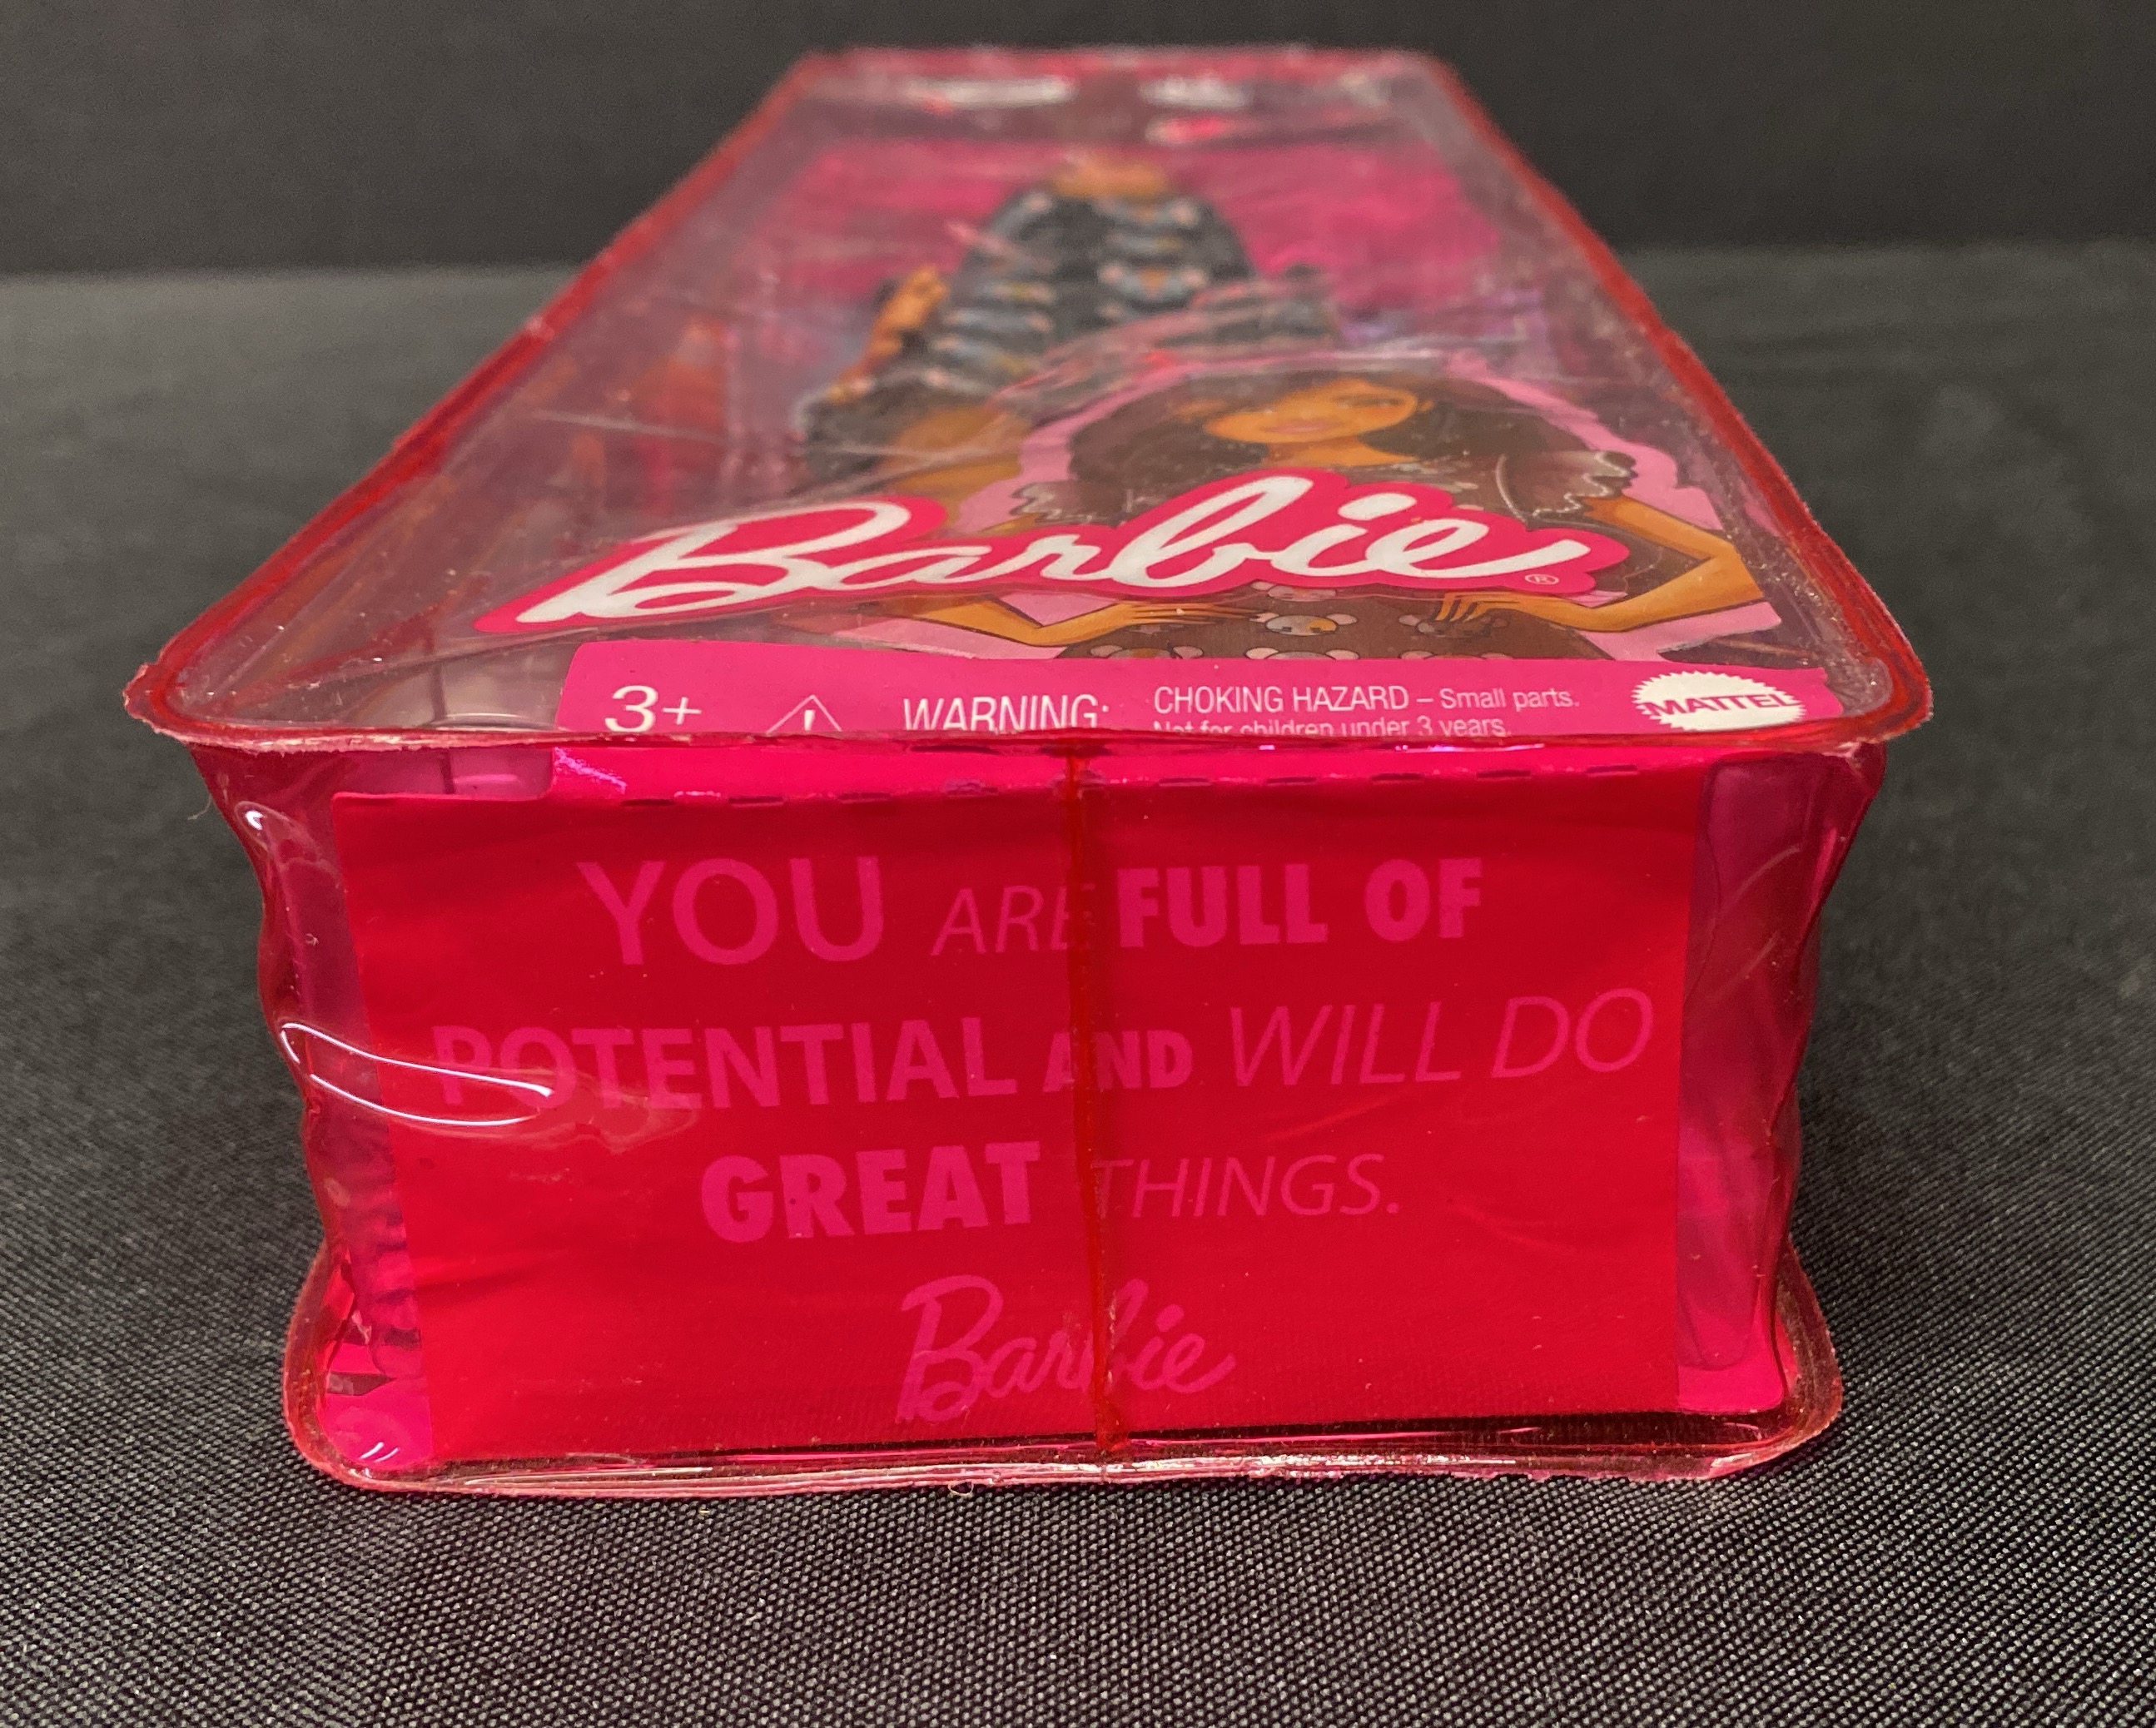 Barbie®
3+ WARNING: CHOKING HAZARD – Small parts.
Not for children under 3 years.
MATTEL
YOU ARE FULL OF
POTENTIAL AND WILL DO
GREAT THINGS.
Barbie